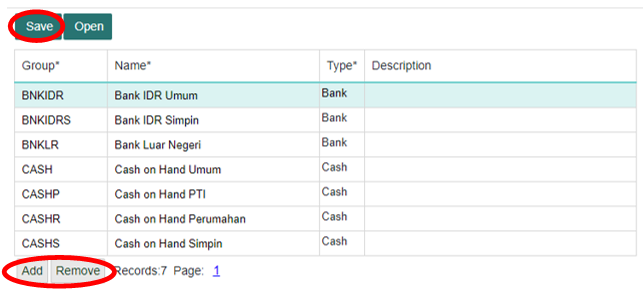 Save Open
Group* Name* Type* Description
BNKIDR Bank IDR Umum Bank
BNKIDRS Bank IDR Simpin Bank
BNKLR Bank Luar Negeri Bank
CASH Cash on Hand Umum Cash
CASHP Cash on Hand PTI Cash
CASHR Cash on Hand Perumahan Cash
CASHS Cash on Hand Simpin Cash
Add Remove Records:7 Page: 1